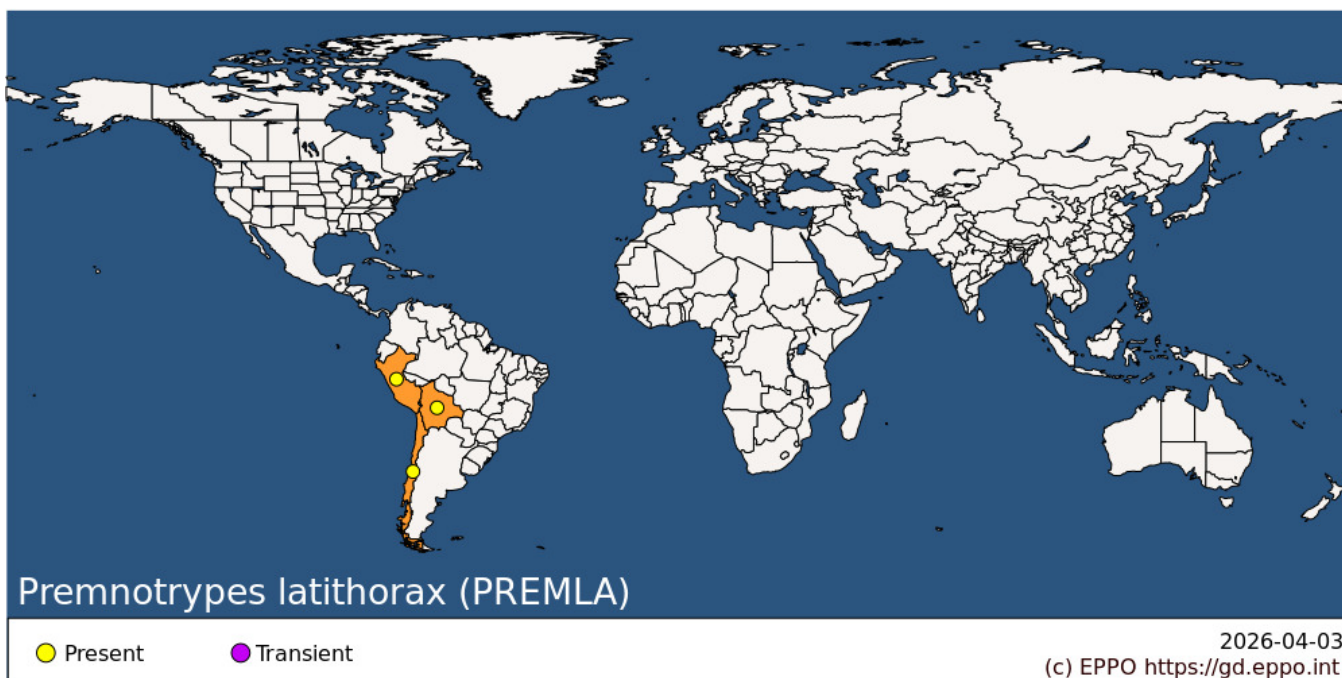 Premnotrypes latithorax (PREMLA)
Present
Transient
2026-04-03
(c) EPPO https://gd.eppo.int